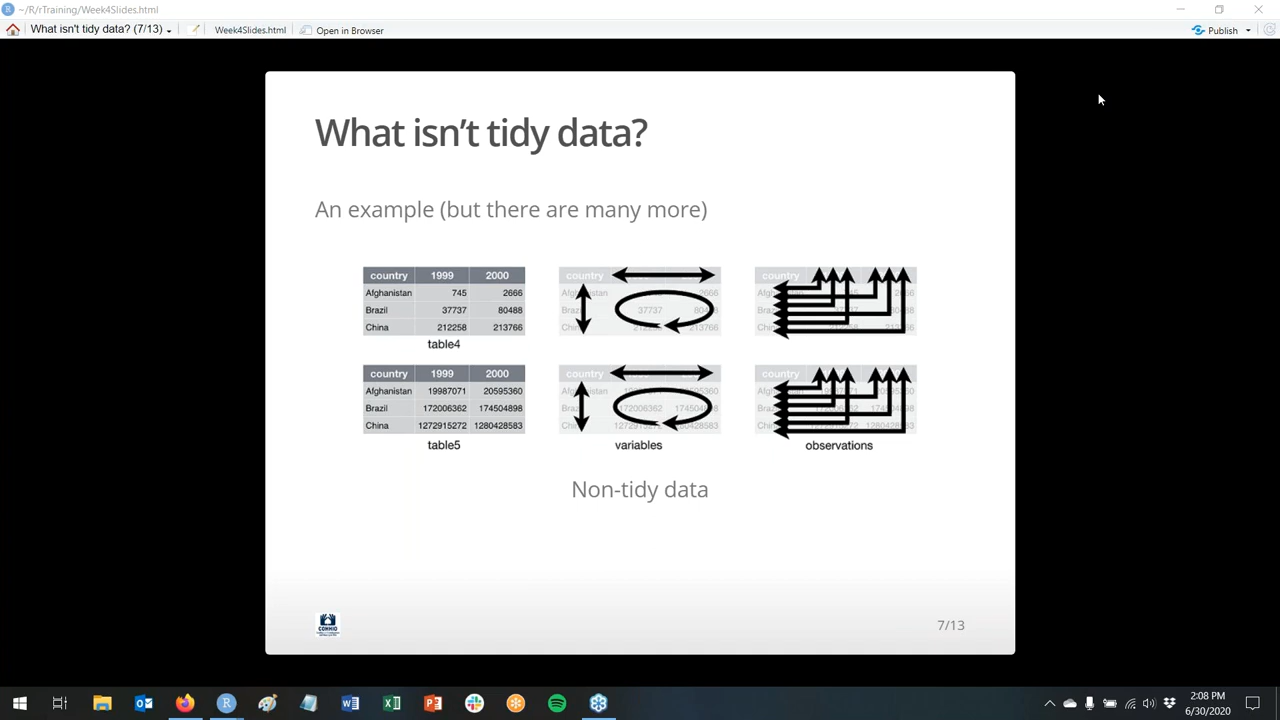 ~/R/rTraining/Week4Slides.html
What isn't tidy data? (7/13)
Week4Slides.html
Open in Browser
Publish
What isn't tidy data?
An example (but there are many more)
country 1999 2000
Afghanistan 745 2666
Brazil 37737 80488
China 212258 213766
table4
country 1999 2000
Afghanistan 19987071 20595360
Brazil 172006362 174504898
China 1272915272 1280428583
table5
variables
observations
Non-tidy data
7/13
2:08 PM
6/30/2020